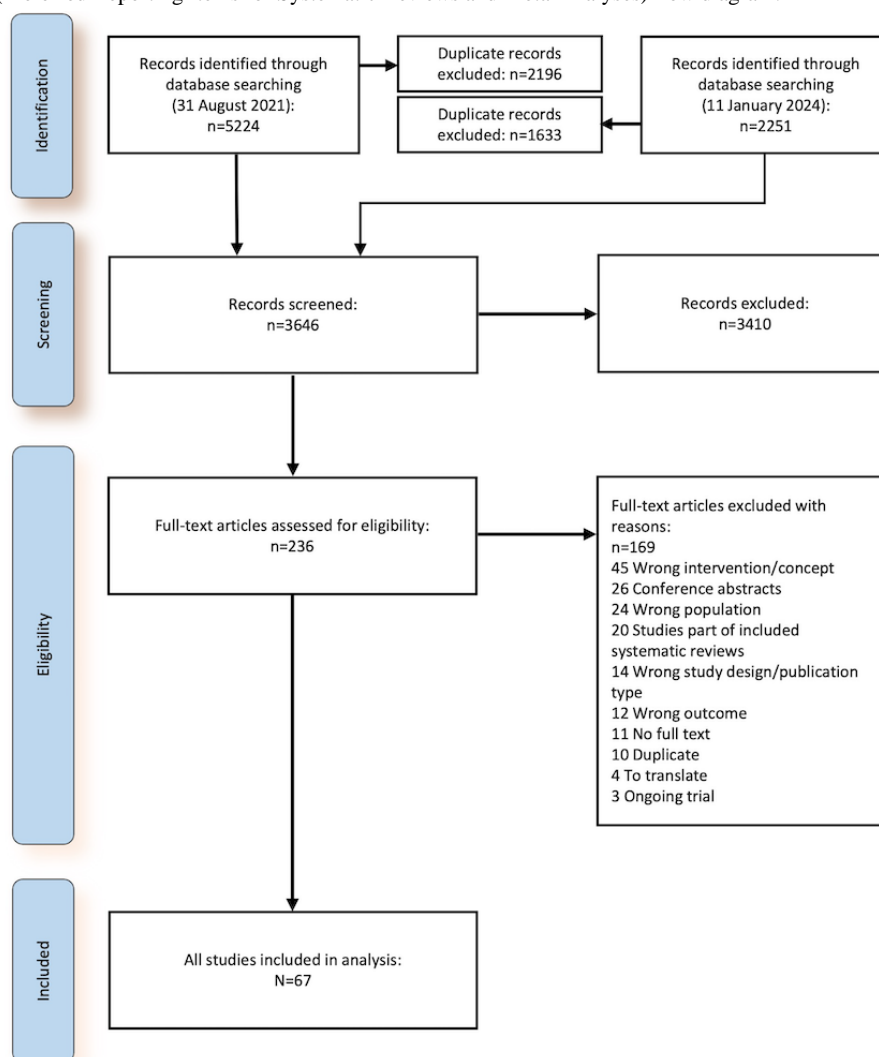 Identification
Records identified through
database searching
(31 August 2021):
n=5224
Duplicate records
excluded: n=2196
Duplicate records
excluded: n=1633
Records identified through
database searching
(11 January 2024):
n=2251
Screening
Records screened:
n=3646
Records excluded:
n=3410
Eligibility
Full-text articles assessed for eligibility:
n=236
Full-text articles excluded with
reasons:
n=169
45 Wrong intervention/concept
26 Conference abstracts
24 Wrong population
20 Studies part of included
systematic reviews
14 Wrong study design/publication
type
12 Wrong outcome
11 No full text
10 Duplicate
4 To translate
3 Ongoing trial
Included
All studies included in analysis:
N=67